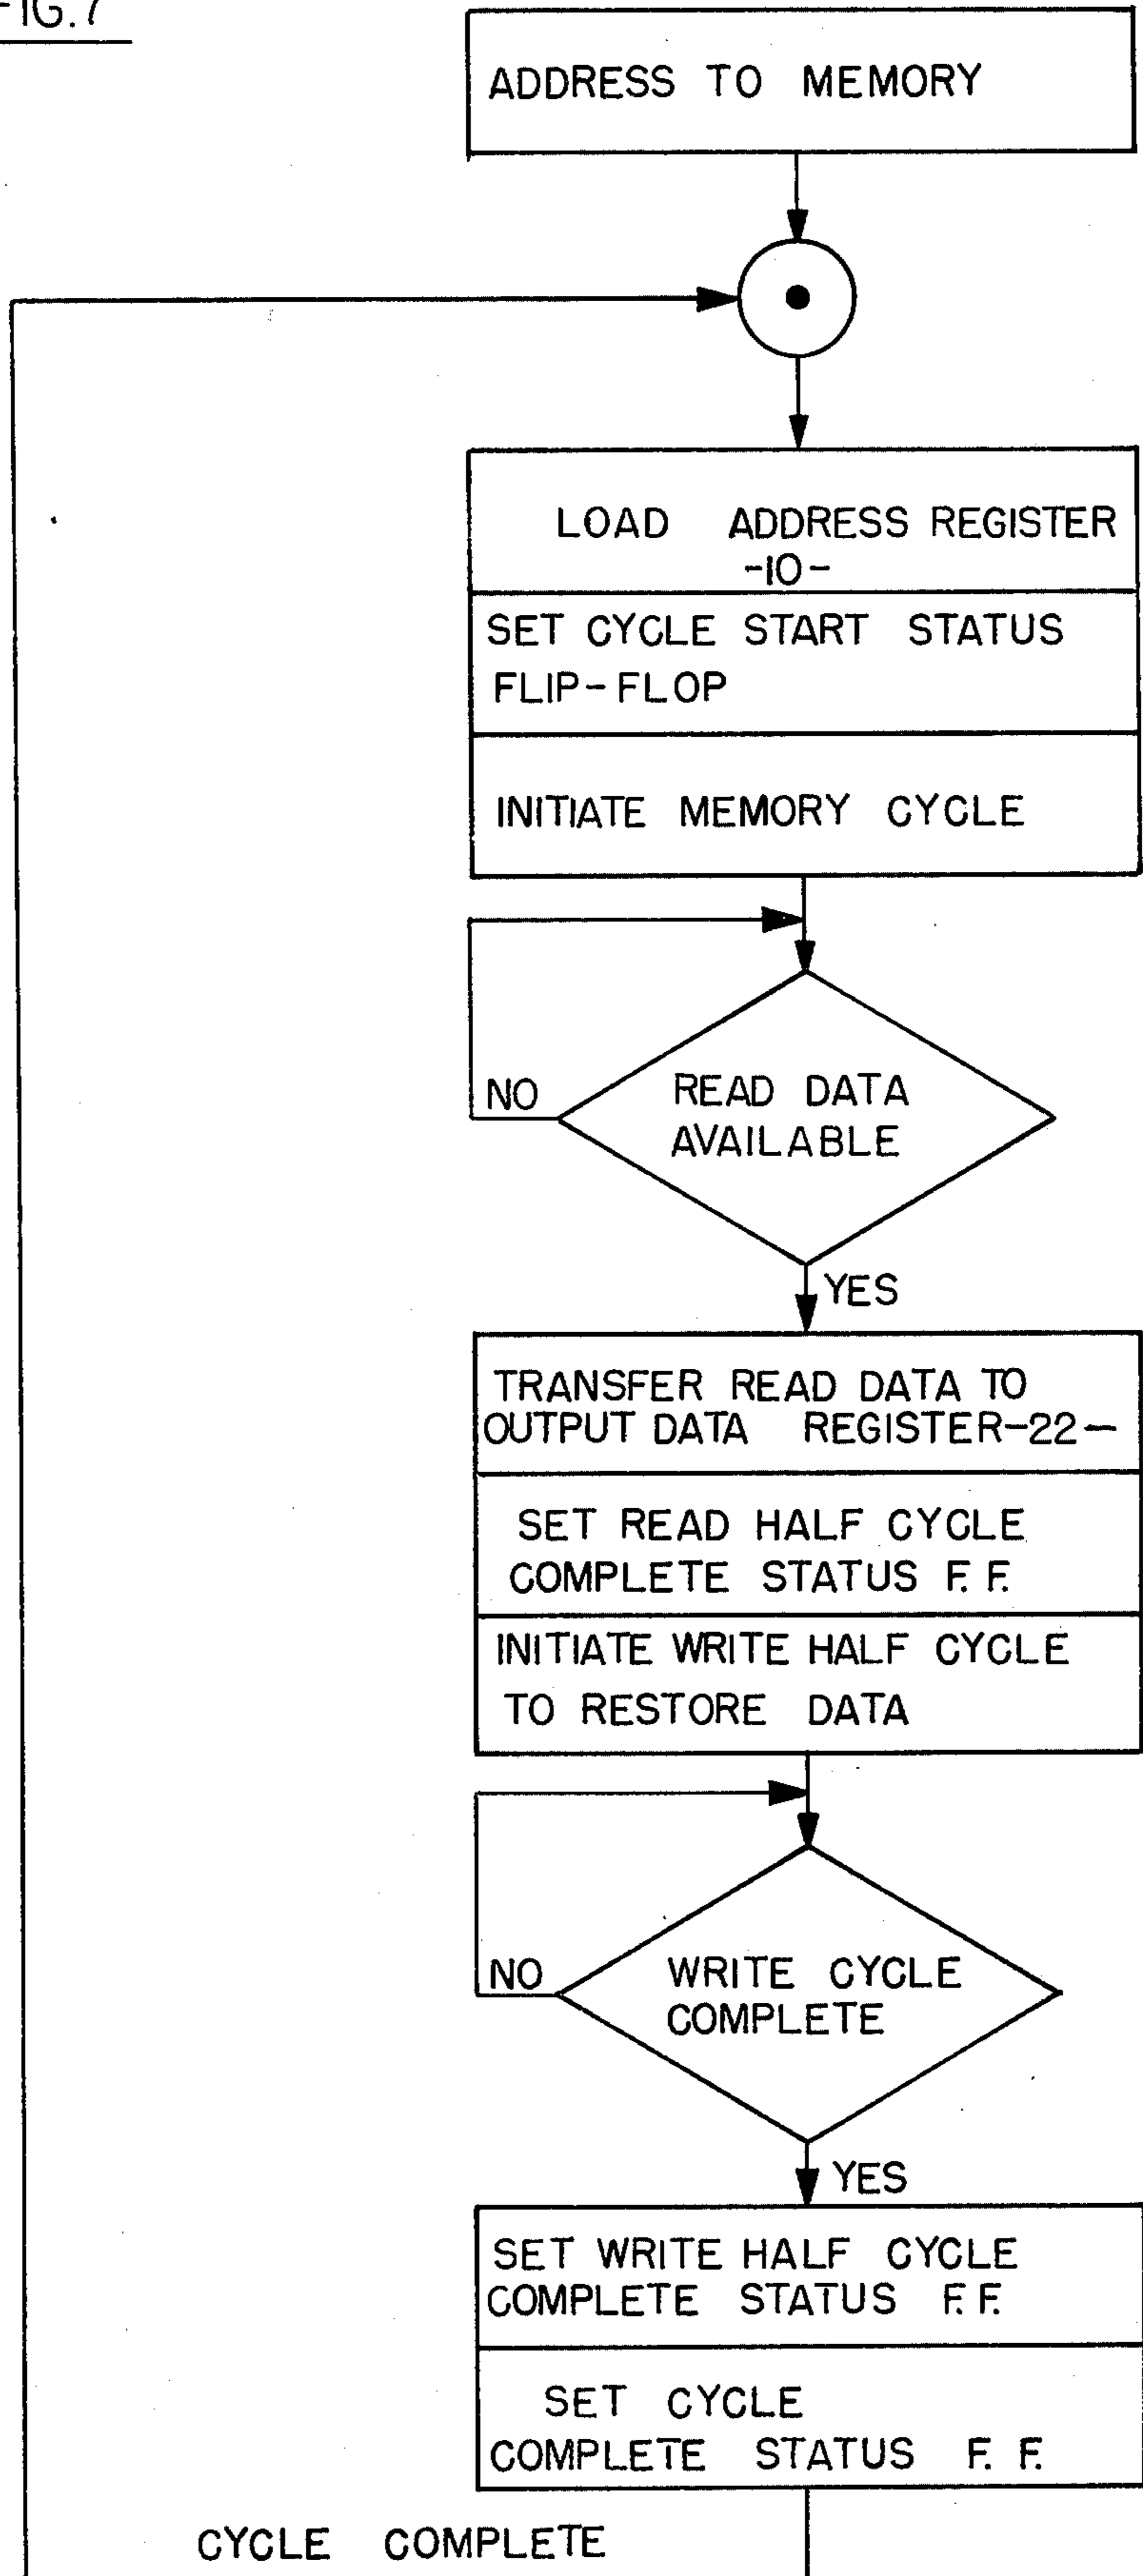 FIG.7
ADDRESS TO MEMORY
LOAD ADDRESS REGISTER
-10-
SET CYCLE START STATUS
FLIP-FLOP
INITIATE MEMORY CYCLE
NO
READ DATA
AVAILABLE
YES
TRANSFER READ DATA TO
OUTPUT DATA REGISTER-22-
SET READ HALF CYCLE
COMPLETE STATUS F.F.
INITIATE WRITE HALF CYCLE
TO RESTORE DATA
NO
WRITE CYCLE
COMPLETE
YES
SET WRITE HALF CYCLE
COMPLETE STATUS F.F.
SET CYCLE
COMPLETE STATUS F.F.
CYCLE COMPLETE